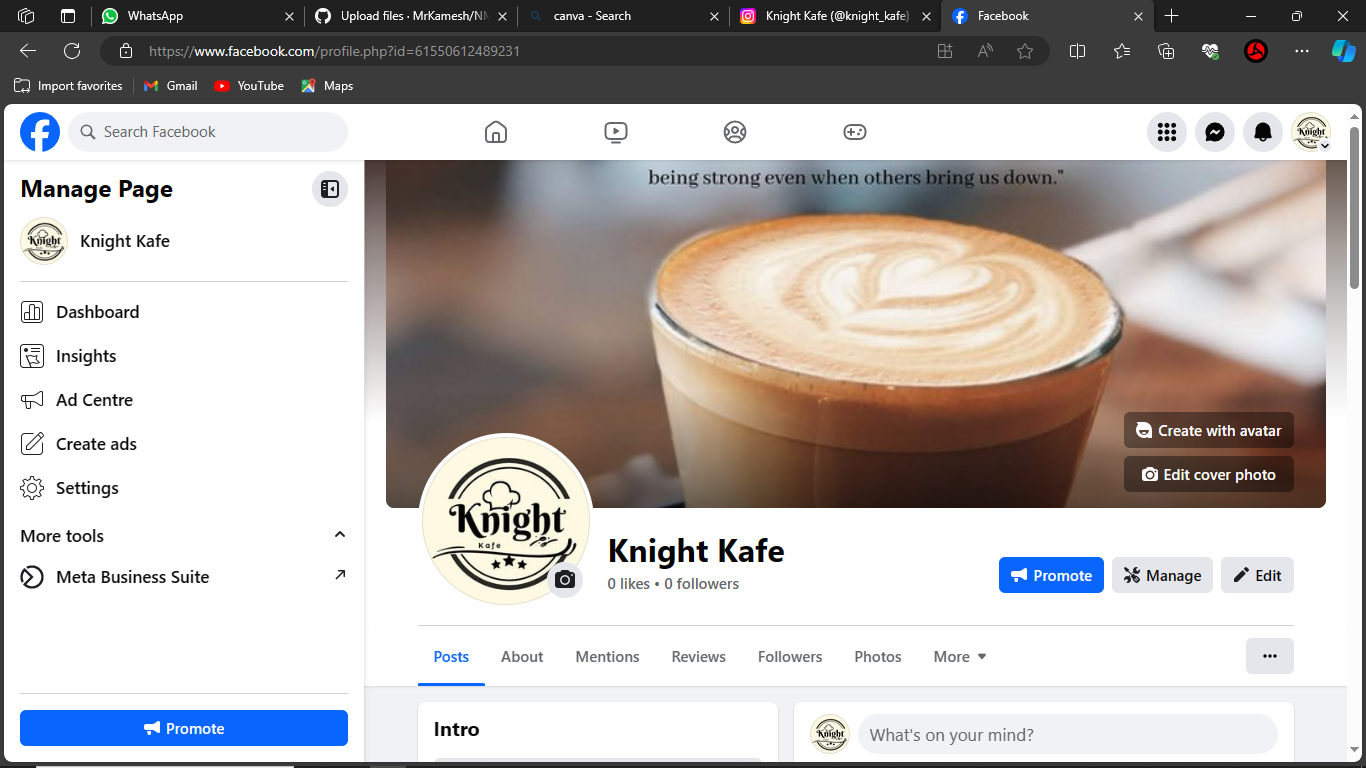 WhatsApp
Upload files · MrKamesh/NM
canva - Search
Knight Kafe (@knight_kafe)
Facebook
https://www.facebook.com/profile.php?id=61550612489231
Import favorites
Gmail
YouTube
Maps
Search Facebook
Manage Page
Knight Kafe
Dashboard
Insights
Ad Centre
Create ads
Settings
More tools
Meta Business Suite
Promote
being strong even when others bring us down."
Create with avatar
Edit cover photo
Knight
Kafe
Knight Kafe
0 likes • 0 followers
Promote
Manage
Edit
Posts
About
Mentions
Reviews
Followers
Photos
More
Intro
What's on your mind?